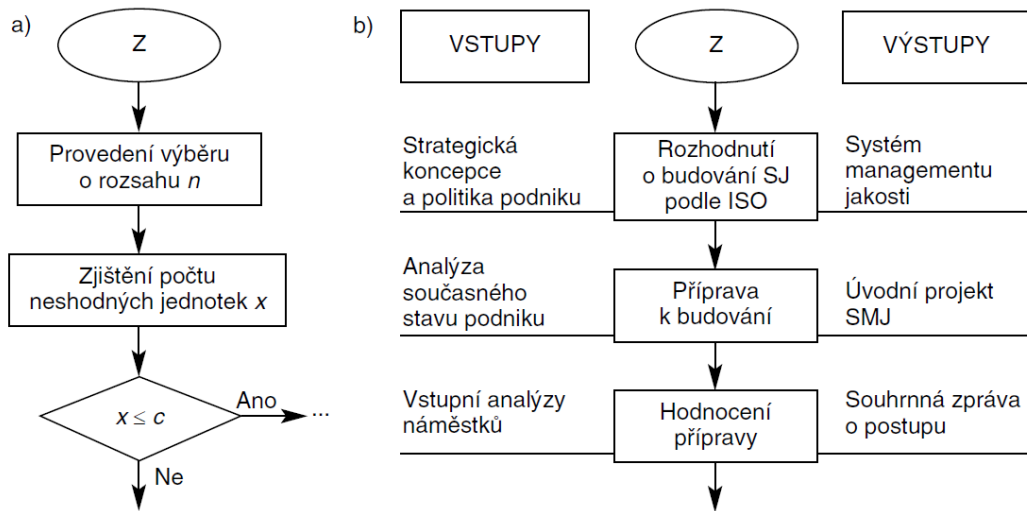 a)
Z
Provedení výběru
o rozsahu n
Zjištění počtu
neshodných jednotek x
x ≤ c
Ano
...
Ne
b)
VSTUPY
Z
VÝSTUPY
Strategická
koncepce
a politika podniku
Rozhodnutí
o budování SJ
podle ISO
Systém
managementu
jakosti
Analýza
současného
stavu podniku
Příprava
k budování
Úvodní projekt
SMJ
Vstupní analýzy
náměstků
Hodnocení
přípravy
Souhrnná zpráva
o postupu